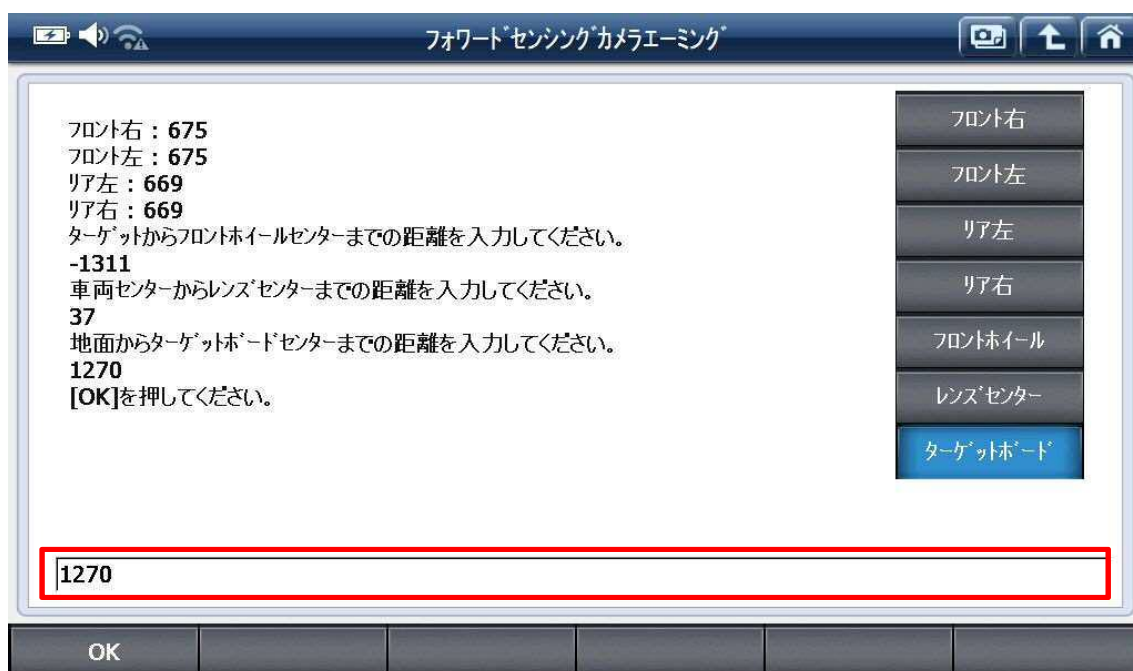 フォワードセンシングカメラエーミング
フロント右：675
フロント左：675
リア左：669
リア右：669
ターゲットからフロントホイールセンターまでの距離を入力してください。
-1311
車両センターからレンズセンターまでの距離を入力してください。
37
地面からターゲットボードセンターまでの距離を入力してください。
1270
[OK]を押してください。
フロント右
フロント左
リア左
リア右
フロントホイール
レンズセンター
ターゲットボード
1270
OK